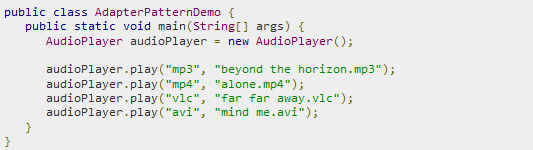 public class AdapterPatternDemo {
   public static void main(String[] args) {
      AudioPlayer audioPlayer = new AudioPlayer();

      audioPlayer.play("mp3", "beyond the horizon.mp3");
      audioPlayer.play("mp4", "alone.mp4");
      audioPlayer.play("vlc", "far far away.vlc");
      audioPlayer.play("avi", "mind me.avi");
   }
}